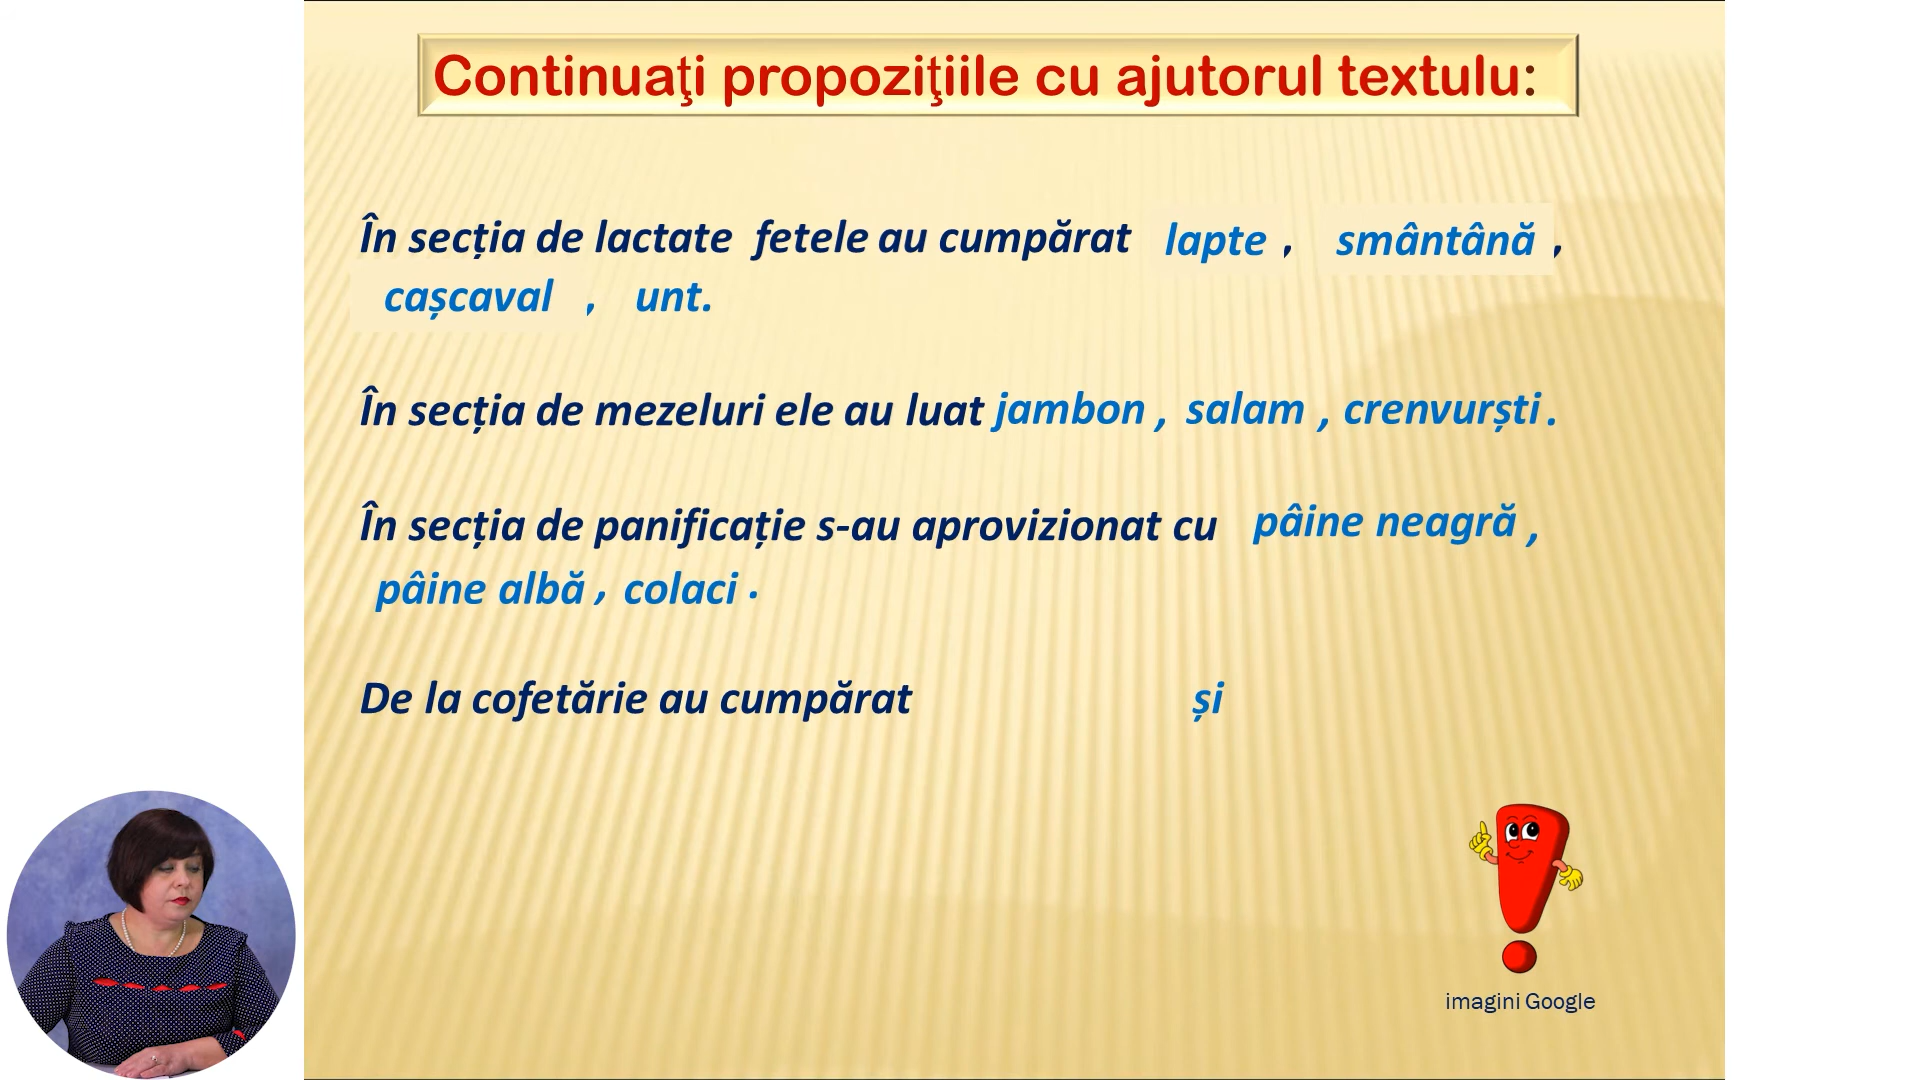 Continuaţi propoziţiile cu ajutorul textulu:
În secția de lactate fetele au cumpărat lapte , smântână ,
cașcaval , unt.
În secția de mezeluri ele au luat jambon , salam , crenvurști .
În secția de panificație s-au aprovizionat cu pâine neagră ,
pâine albă , colaci .
De la cofetărie au cumpărat și
imagini Google